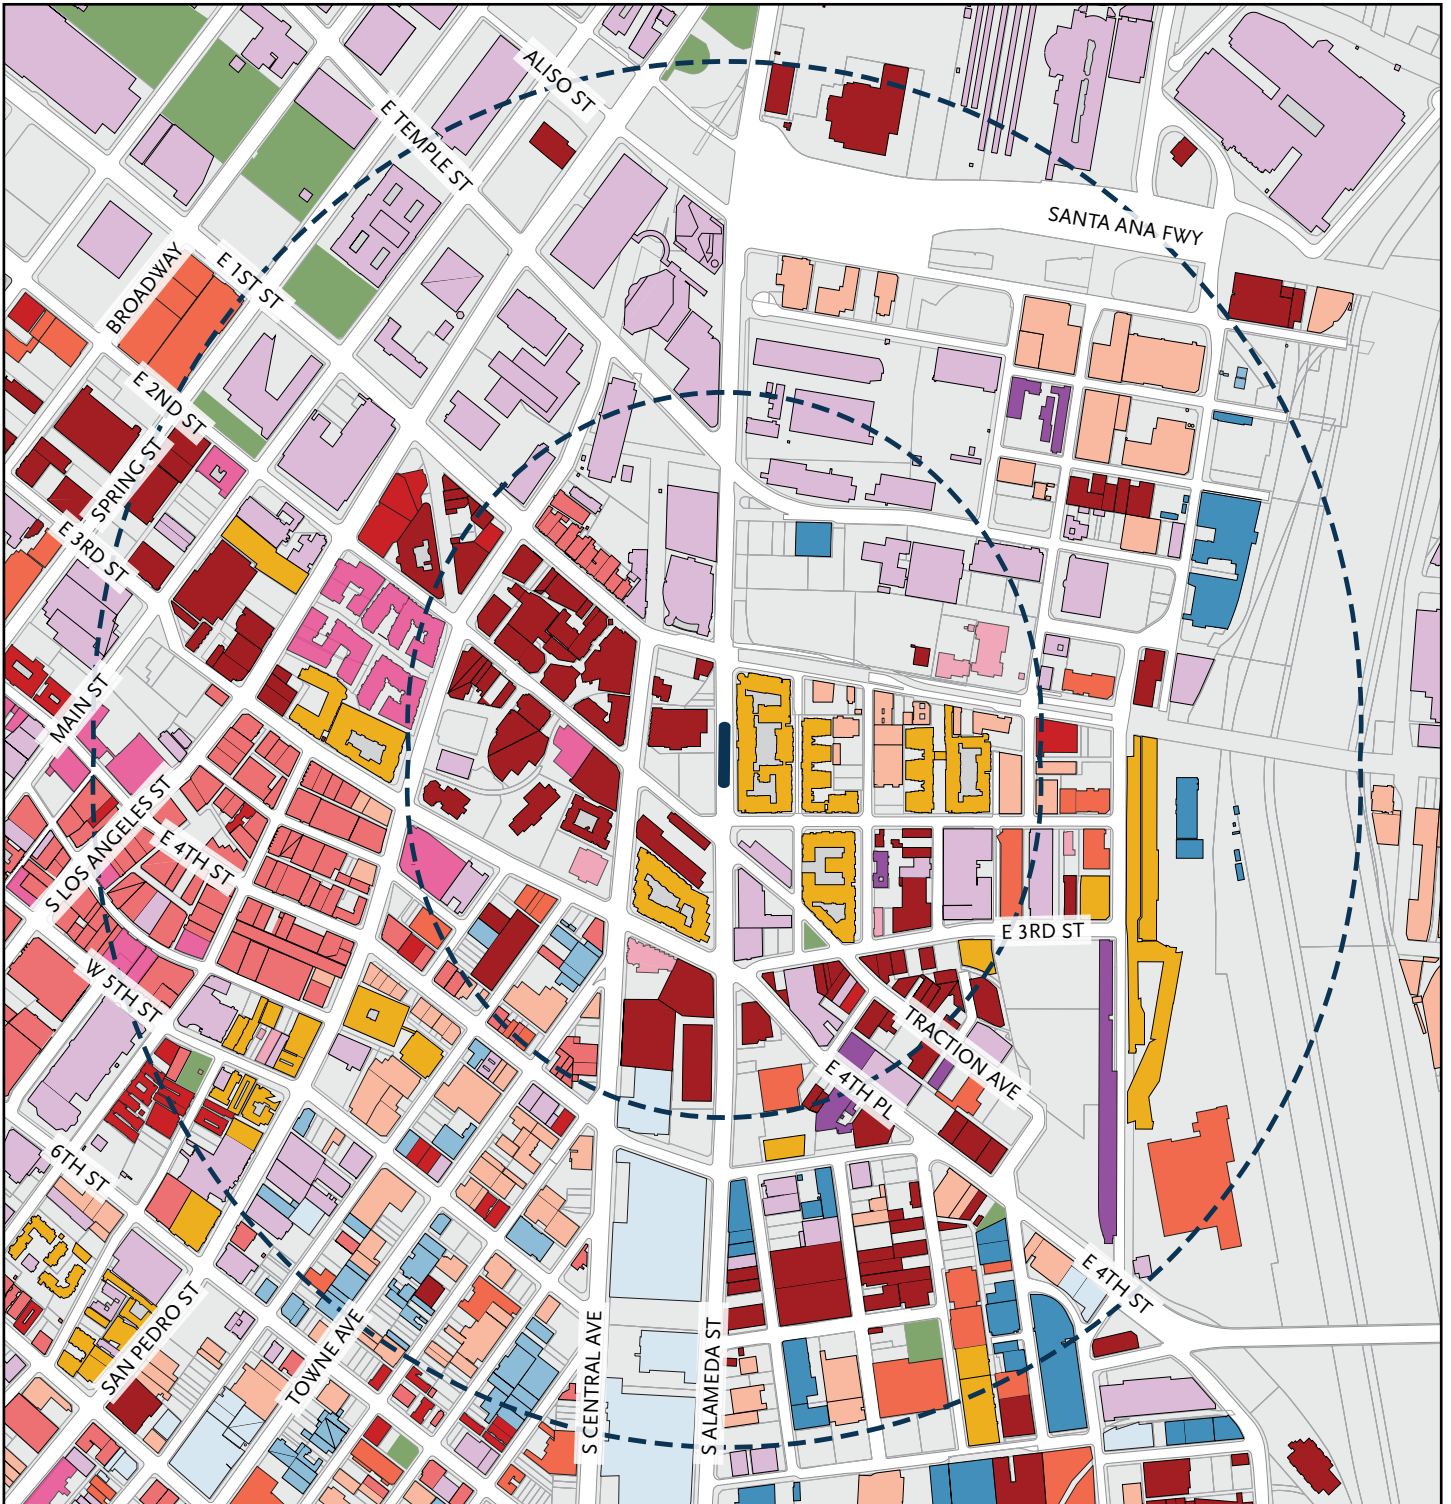 ALISO ST
E TEMPLE ST
SANTA ANA FWY
BROADWAY
E 1ST ST
E 2ND ST
SPRING ST
E 3RD ST
MAIN ST
S LOS ANGELES ST
E 4TH ST
E 3RD ST
W 5TH ST
TRACTION AVE
E 4TH PL
6TH ST
E 4TH ST
SAN PEDRO ST
TOWNE AVE
S CENTRAL AVE
S ALAMEDA ST